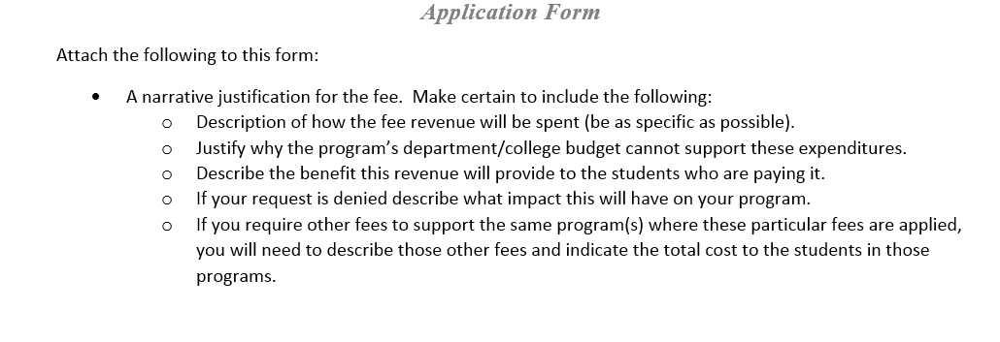 Application Form
Attach the following to this form:
• A narrative justification for the fee.  Make certain to include the following:
o Description of how the fee revenue will be spent (be as specific as possible).
o Justify why the program's department/college budget cannot support these expenditures.
o Describe the benefit this revenue will provide to the students who are paying it.
o If your request is denied describe what impact this will have on your program.
o If you require other fees to support the same program(s) where these particular fees are applied,
you will need to describe those other fees and indicate the total cost to the students in those
programs.